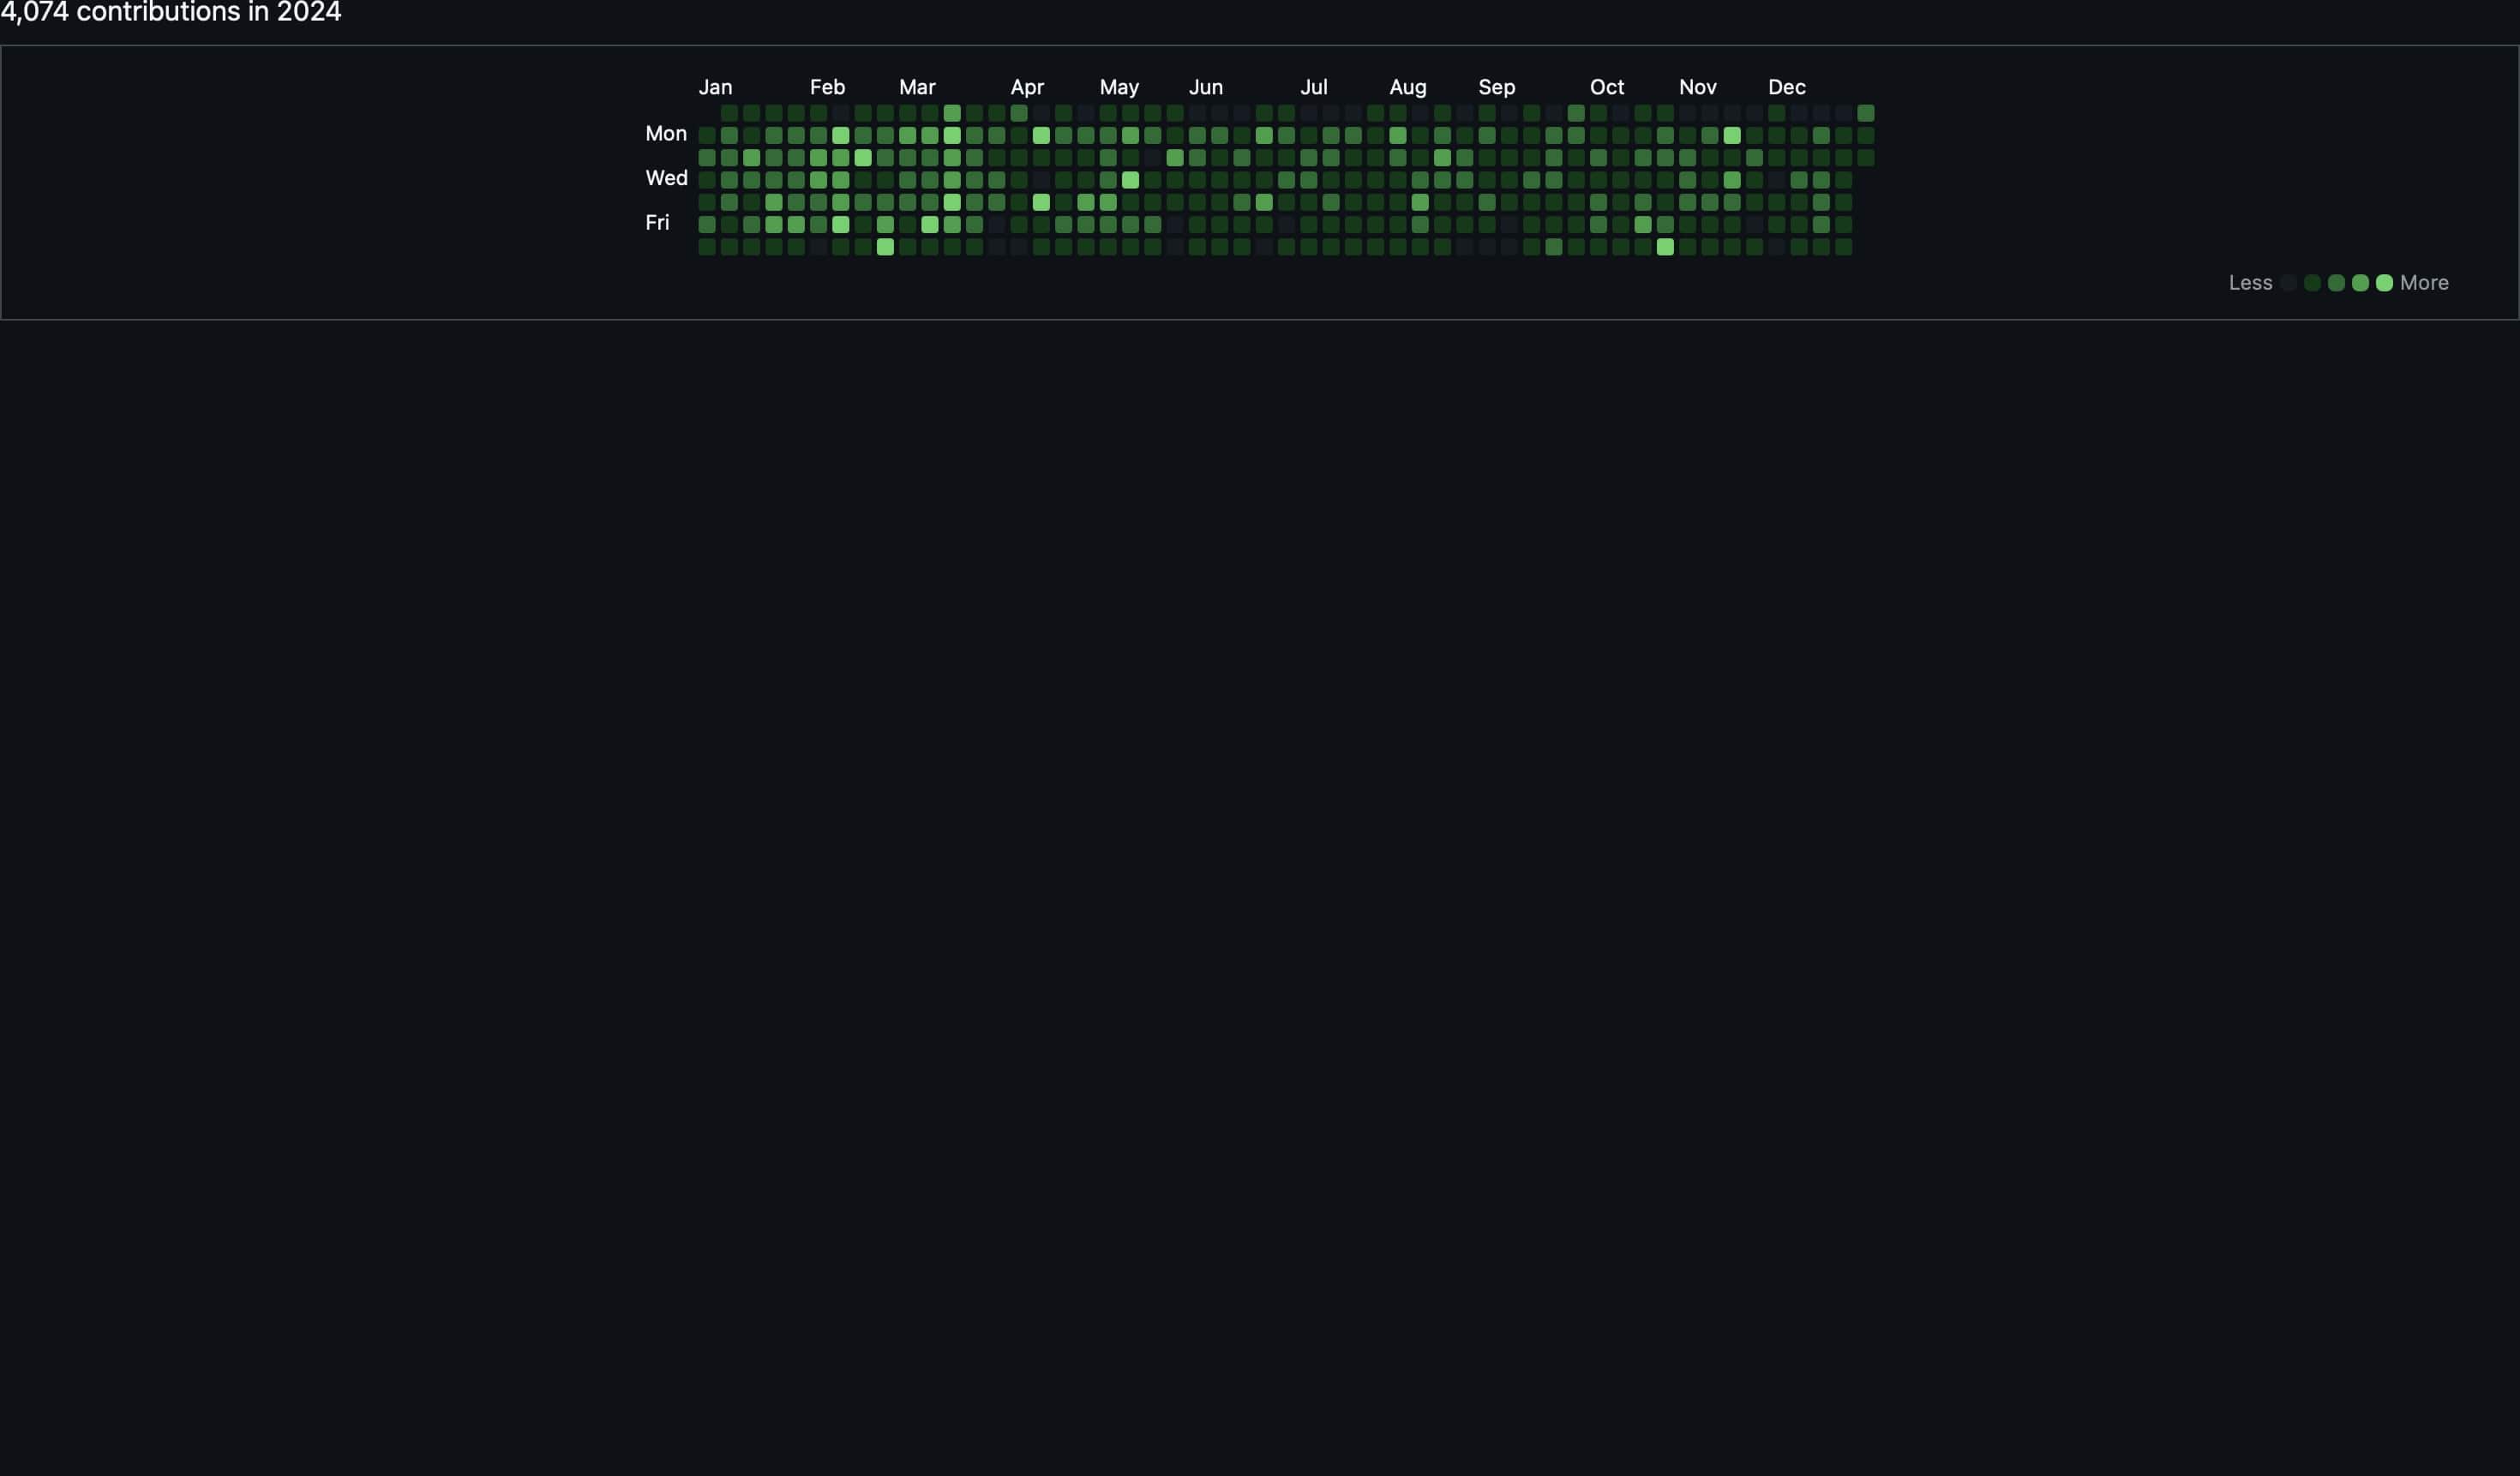 4,074 contributions in 2024
Jan Feb Mar Apr May Jun Jul Aug Sep Oct Nov Dec
Mon
Wed
Fri
Less More